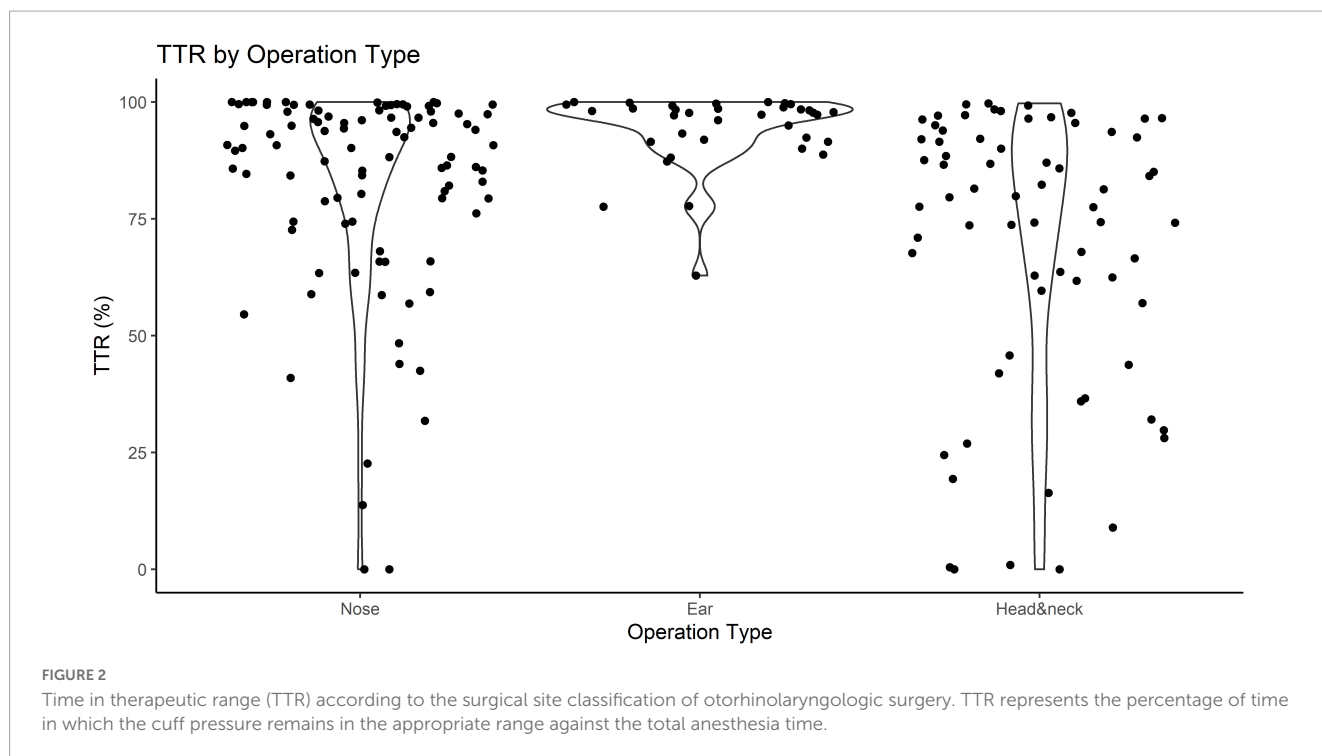 TTR by Operation Type
100
75
50
25
0
TTR (%)
Nose
Ear
Head&neck
Operation Type
FIGURE 2
Time in therapeutic range (TTR) according to the surgical site classification of otorhinolaryngologic surgery. TTR represents the percentage of time
in which the cuff pressure remains in the appropriate range against the total anesthesia time.